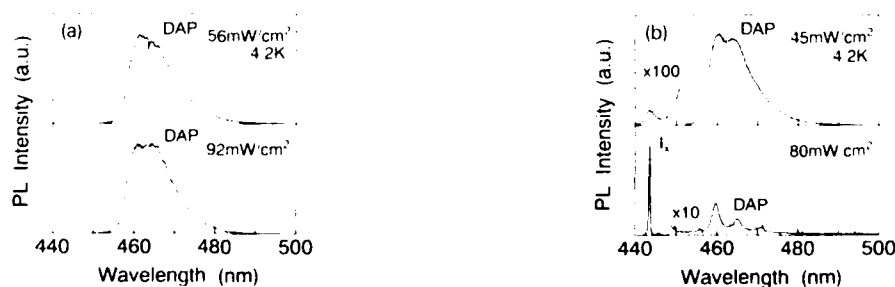 (a)
DAP
56mW/cm²
4.2K
PL Intensity (a.u.)
DAP
92mW/cm²
440 460 480 500
Wavelength (nm)
(b)
DAP
45mW/cm²
4.2K
x100
PL Intensity (a.u.)
80mW cm²
x10
DAP
440 460 480 500
Wavelength (nm)